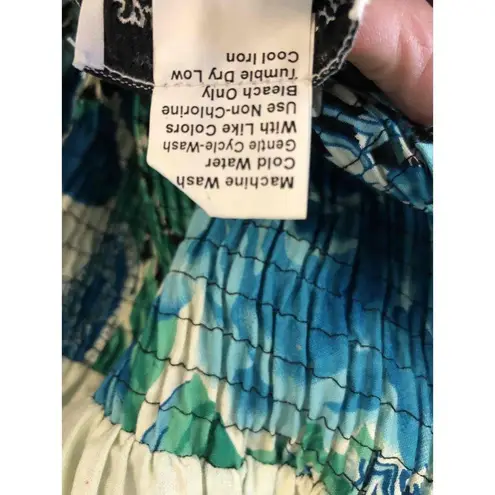 Machine Wash
Cold Water
Gentle Cycle-Wash
With Like Colors
Use Non-Chlorine
Bleach Only
Tumble Dry Low
Cool Iron